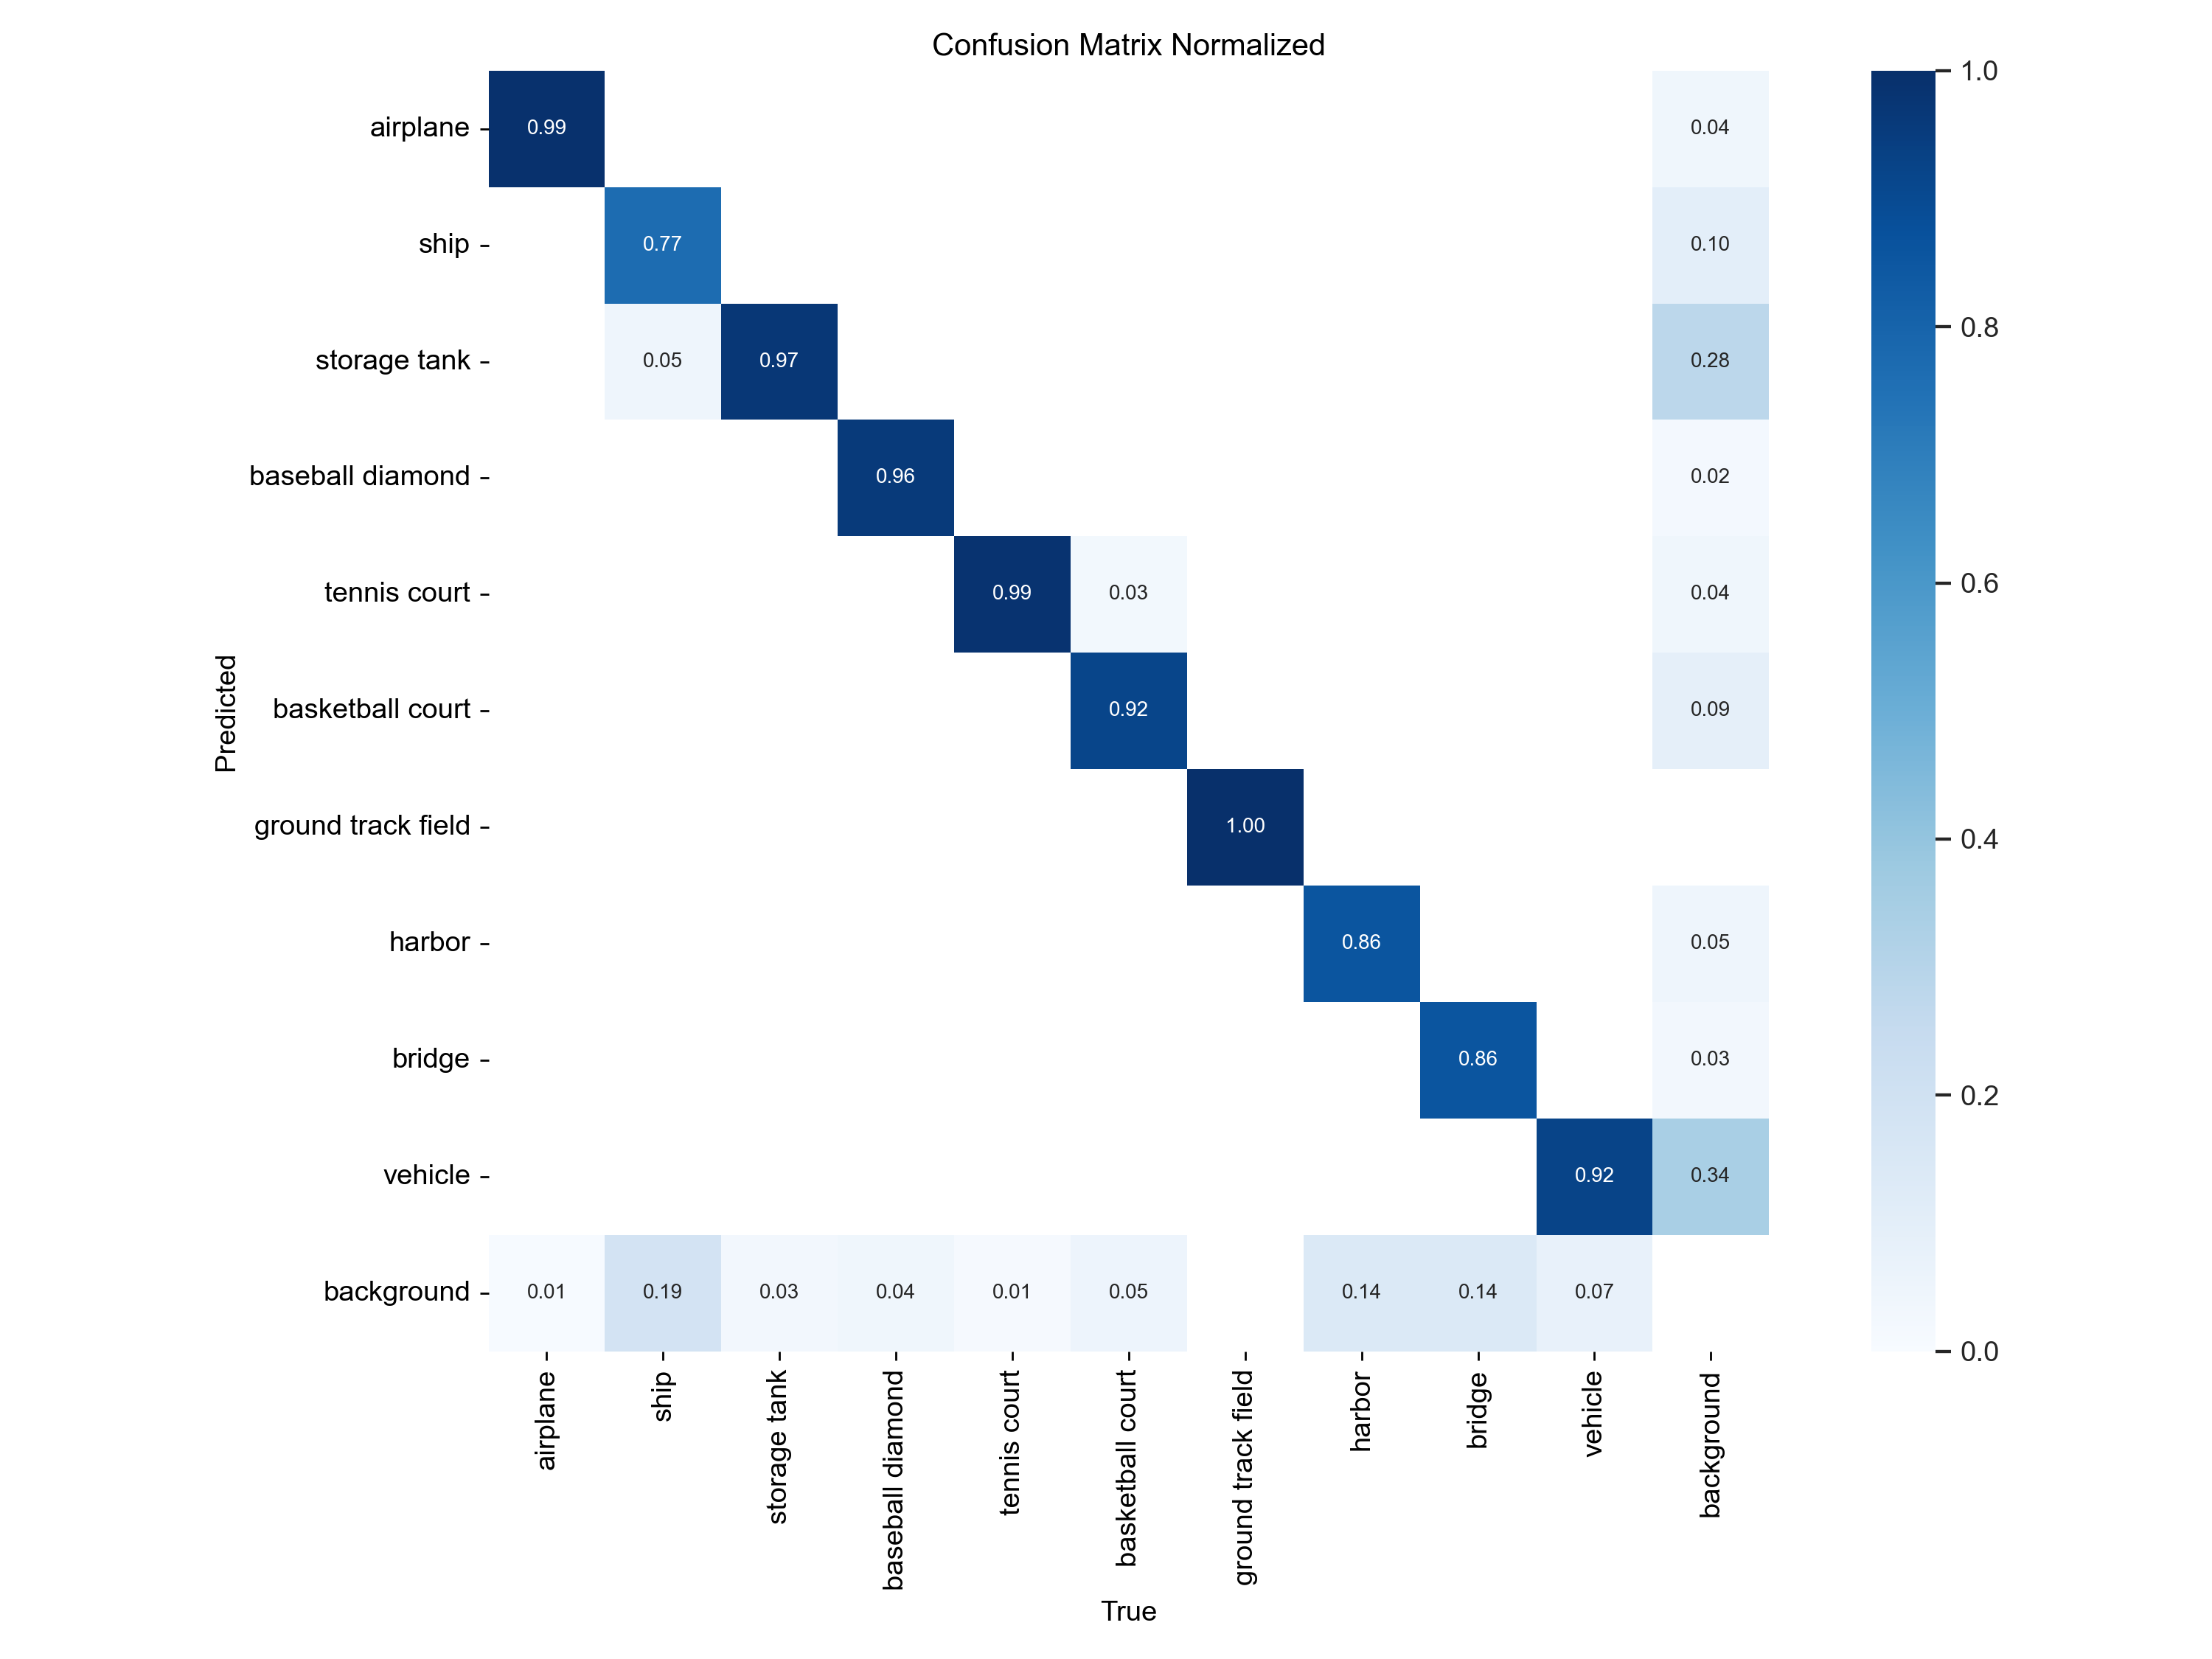 Confusion Matrix Normalized
airplane 0.99 0.04
ship 0.77 0.10
storage tank 0.05 0.97 0.28
baseball diamond 0.96 0.02
tennis court 0.99 0.03 0.04
basketball court 0.92 0.09
ground track field 1.00
harbor 0.86 0.05
bridge 0.86 0.03
vehicle 0.92 0.34
background 0.01 0.19 0.03 0.04 0.01 0.05 0.14 0.14 0.07
Predicted
airplane
ship
storage tank
baseball diamond
tennis court
basketball court
ground track field
harbor
bridge
vehicle
background
True
1.0
0.8
0.6
0.4
0.2
0.0